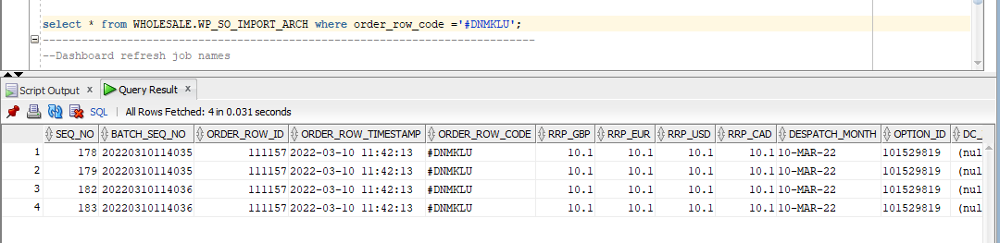 select * from WHOLESALE.WP_SO_IMPORT_ARCH where order_row_code ='#DNMKLU';
--------------------------------------------------------------------------
--Dashboard refresh job names
Script Output x Query Result x
SQL | All Rows Fetched: 4 in 0.031 seconds
SEQ_NO BATCH_SEQ_NO ORDER_ROW_ID ORDER_ROW_TIMESTAMP ORDER_ROW_CODE RRP_GBP RRP_EUR RRP_USD RRP_CAD DESPATCH_MONTH OPTION_ID DC_
1 178 20220310114035 111157 2022-03-10 11:42:13 #DNMKLU 10.1 10.1 10.1 10.1 10-MAR-22 101529819 (nul
2 179 20220310114035 111157 2022-03-10 11:42:13 #DNMKLU 10.1 10.1 10.1 10.1 10-MAR-22 101529819 (nul
3 182 20220310114036 111157 2022-03-10 11:42:13 #DNMKLU 10.1 10.1 10.1 10.1 10-MAR-22 101529819 (nul
4 183 20220310114036 111157 2022-03-10 11:42:13 #DNMKLU 10.1 10.1 10.1 10.1 10-MAR-22 101529819 (nul